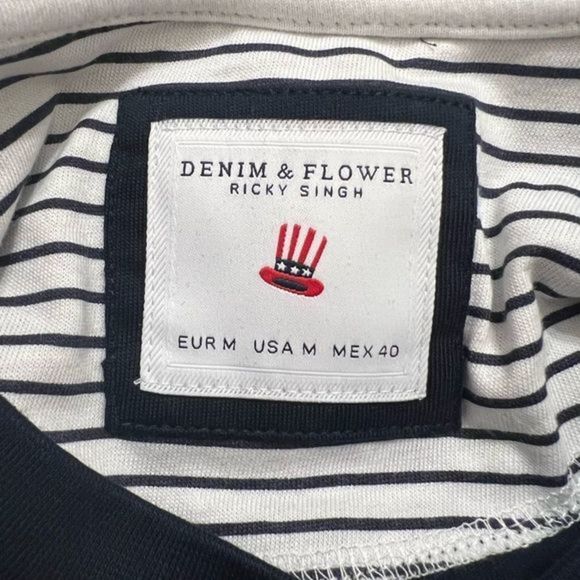 DENIM & FLOWER
RICKY SINGH
EUR M USA M MEX 40